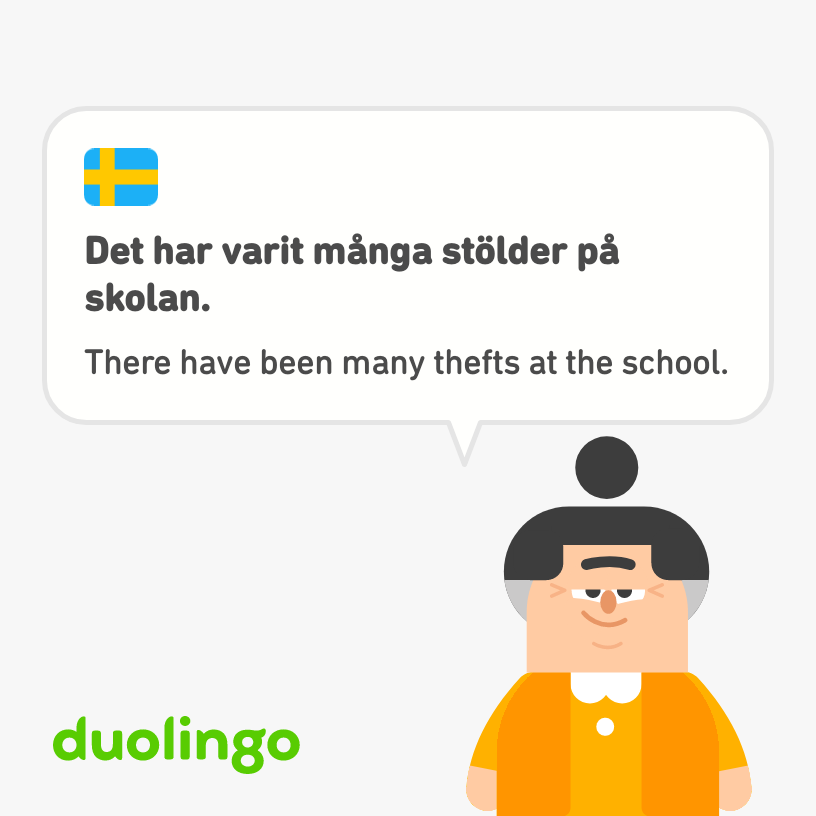 Det har varit många stölder på
skolan.
There have been many thefts at the school.
duolingo